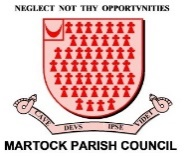 NEGLECT NOT THY OPPORTVNITIES
CAVE DEVS IPSE VIDET
MARTOCK PARISH COUNCIL